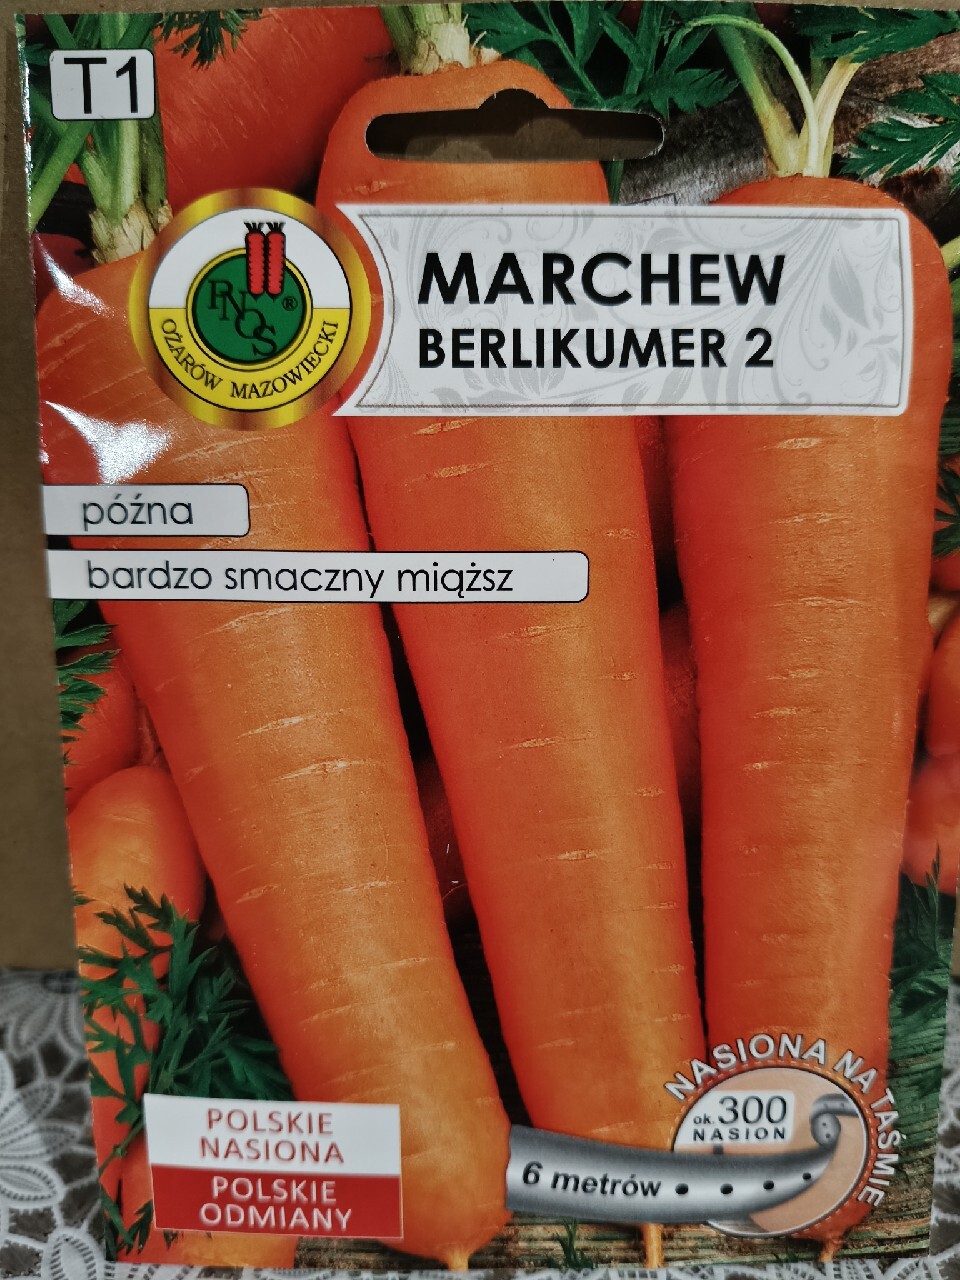 T1
PNOS ®
OŻARÓW MAZOWIECKI
MARCHEW
BERLIKUMER 2
późna
bardzo smaczny miąższ
POLSKIE
NASIONA
POLSKIE
ODMIANY
NASIONA NA TAŚMIE
ok. 300
NASION
6 metrów